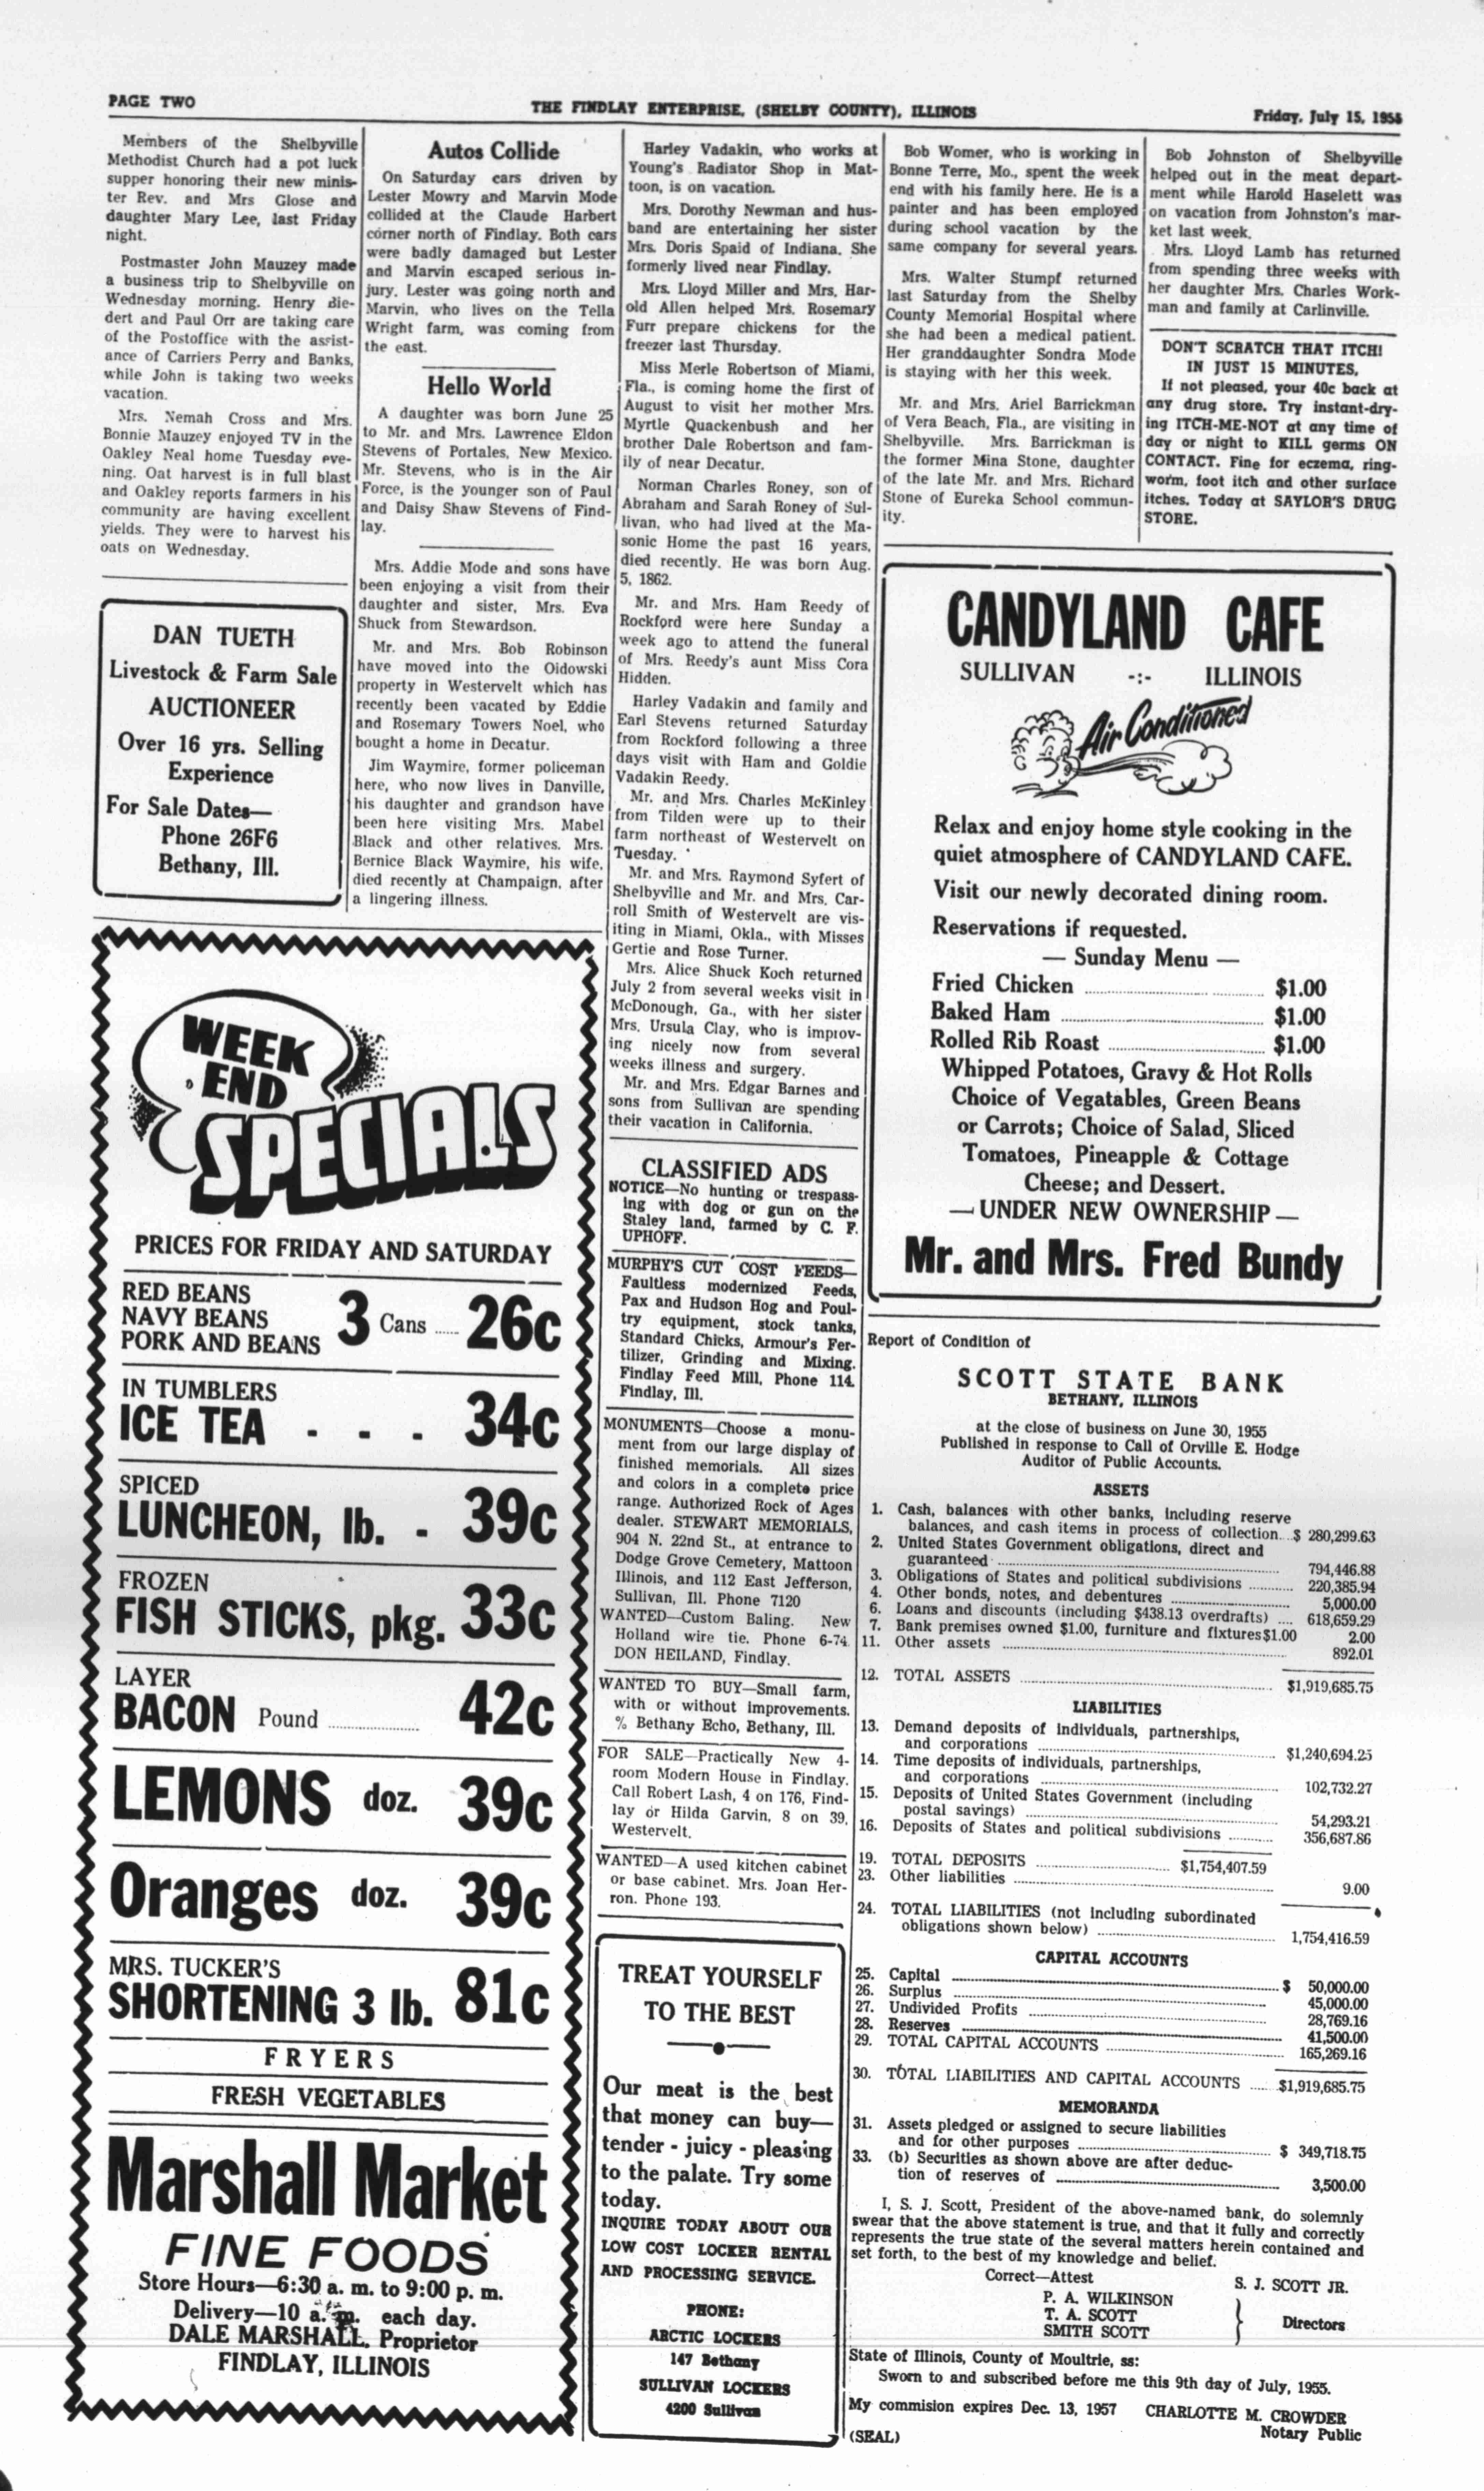 PAGE TWO
THE FINDLAY ENTERPRISE, (SHELBY COUNTY), ILLINOIS
Friday, July 15, 1955
Members of the Shelbyville
Methodist Church had a pot luck
supper honoring their new minis-
ter Rev. and Mrs Glose and
daughter Mary Lee, last Friday
night.
Postmaster John Mauzey made
a business trip to Shelbyville on
Wednesday morning. Henry Die-
dert and Paul Orr are taking care
of the Postoffice with the assist-
ance of Carriers Perry and Banks,
while John is taking two weeks
vacation.
Mrs. Nemah Cross and Mrs.
Bonnie Mauzey enjoyed TV in the
Oakley Neal home Tuesday eve-
ning. Oat harvest is in full blast
and Oakley reports farmers in his
community are having excellent
yields. They were to harvest his
oats on Wednesday.
DAN TUETH
Livestock & Farm Sale
AUCTIONEER
Over 16 yrs. Selling
Experience
For Sale Dates—
Phone 26F6
Bethany, Ill.
Autos Collide
On Saturday cars driven by
Lester Mowry and Marvin Mode
collided at the Claude Harbert
corner north of Findlay. Both cars
were badly damaged but Lester
and Marvin escaped serious in-
jury. Lester was going north and
Marvin, who lives on the Tella
Wright farm, was coming from
the east.
Hello World
A daughter was born June 25
to Mr. and Mrs. Lawrence Eldon
Stevens of Portales, New Mexico.
Mr. Stevens, who is in the Air
Force, is the younger son of Paul
and Daisy Shaw Stevens of Find-
lay.
Mrs. Addie Mode and sons have
been enjoying a visit from their
daughter and sister, Mrs. Eva
Shuck from Stewardson.
Mr. and Mrs. Bob Robinson
have moved into the Oidowski
property in Westervelt which has
recently been vacated by Eddie
and Rosemary Towers Noel, who
bought a home in Decatur.
Jim Waymire, former policeman
here, who now lives in Danville,
his daughter and grandson have
been here visiting Mrs. Mabel
Black and other relatives. Mrs.
Bernice Black Waymire, his wife,
died recently at Champaign, after
a lingering illness.
WEEK
END
SPECIALS
PRICES FOR FRIDAY AND SATURDAY
RED BEANS
NAVY BEANS
PORK AND BEANS 3 Cans ..... 26c
IN TUMBLERS
ICE TEA - - - 34c
SPICED
LUNCHEON, lb. - 39c
FROZEN
FISH STICKS, pkg. 33c
LAYER
BACON Pound ..... 42c
LEMONS doz. 39c
Oranges doz. 39c
MRS. TUCKER'S
SHORTENING 3 lb. 81c
FRYERS
FRESH VEGETABLES
Marshall Market
FINE FOODS
Store Hours—6:30 a. m. to 9:00 p. m.
Delivery—10 a. m. each day.
DALE MARSHALL, Proprietor
FINDLAY, ILLINOIS
Harley Vadakin, who works at
Young's Radiator Shop in Mat-
toon, is on vacation.
Mrs. Dorothy Newman and hus-
band are entertaining her sister
Mrs. Doris Spaid of Indiana. She
formerly lived near Findlay.
Mrs. Lloyd Miller and Mrs. Har-
old Allen helped Mrs. Rosemary
Furr prepare chickens for the
freezer last Thursday.
Miss Merle Robertson of Miami,
Fla., is coming home the first of
August to visit her mother Mrs.
Myrtle Quackenbush and her
brother Dale Robertson and fam-
ily of near Decatur.
Norman Charles Roney, son of
Abraham and Sarah Roney of Sul-
livan, who had lived at the Ma-
sonic Home the past 16 years,
died recently. He was born Aug.
5, 1862.
Mr. and Mrs. Ham Reedy of
Rockford were here Sunday a
week ago to attend the funeral
of Mrs. Reedy's aunt Miss Cora
Hidden.
Harley Vadakin and family and
Earl Stevens returned Saturday
from Rockford following a three
days visit with Ham and Goldie
Vadakin Reedy.
Mr. and Mrs. Charles McKinley
from Tilden were up to their
farm northeast of Westervelt on
Tuesday.
Mr. and Mrs. Raymond Syfert of
Shelbyville and Mr. and Mrs. Car-
roll Smith of Westervelt are vis-
iting in Miami, Okla., with Misses
Gertie and Rose Turner.
Mrs. Alice Shuck Koch returned
July 2 from several weeks visit in
McDonough, Ga., with her sister
Mrs. Ursula Clay, who is improv-
ing nicely now from several
weeks illness and surgery.
Mr. and Mrs. Edgar Barnes and
sons from Sullivan are spending
their vacation in California.
CLASSIFIED ADS
NOTICE—No hunting or trespass-
ing with dog or gun on the
Staley land, farmed by C. F.
UPHOFF.
MURPHY'S CUT COST FEEDS—
Faultless modernized Feeds,
Pax and Hudson Hog and Poul-
try equipment, stock tanks,
Standard Chicks, Armour's Fer-
tilizer, Grinding and Mixing.
Findlay Feed Mill, Phone 114.
Findlay, Ill.
MONUMENTS—Choose a monu-
ment from our large display of
finished memorials. All sizes
and colors in a complete price
range. Authorized Rock of Ages
dealer. STEWART MEMORIALS,
904 N. 22nd St., at entrance to
Dodge Grove Cemetery, Mattoon
Illinois, and 112 East Jefferson,
Sullivan, Ill. Phone 7120
WANTED—Custom Baling. New
Holland wire tie. Phone 6-74.
DON HEILAND, Findlay.
WANTED TO BUY—Small farm,
with or without improvements.
% Bethany Echo, Bethany, Ill.
FOR SALE—Practically New 4-
room Modern House in Findlay.
Call Robert Lash, 4 on 176, Find-
lay or Hilda Garvin, 8 on 39,
Westervelt.
WANTED—A used kitchen cabinet
or base cabinet. Mrs. Joan Her-
ron. Phone 193.
TREAT YOURSELF
TO THE BEST
Our meat is the best
that money can buy—
tender - juicy - pleasing
to the palate. Try some
today.
INQUIRE TODAY ABOUT OUR
LOW COST LOCKER RENTAL
AND PROCESSING SERVICE.
PHONE:
ARCTIC LOCKERS
147 Bethany
SULLIVAN LOCKERS
4200 Sullivan
Bob Womer, who is working in
Bonne Terre, Mo., spent the week
end with his family here. He is a
painter and has been employed
during school vacation by the
same company for several years.
Mrs. Walter Stumpf returned
last Saturday from the Shelby
County Memorial Hospital where
she had been a medical patient.
Her granddaughter Sondra Mode
is staying with her this week.
Mr. and Mrs. Ariel Barrickman
of Vera Beach, Fla., are visiting in
Shelbyville. Mrs. Barrickman is
the former Mina Stone, daughter
of the late Mr. and Mrs. Richard
Stone of Eureka School commun-
ity.
Bob Johnston of Shelbyville
helped out in the meat depart-
ment while Harold Haselett was
on vacation from Johnston's mar-
ket last week.
Mrs. Lloyd Lamb has returned
from spending three weeks with
her daughter Mrs. Charles Work-
man and family at Carlinville.
DON'T SCRATCH THAT ITCH!
IN JUST 15 MINUTES,
If not pleased, your 40c back at
any drug store. Try instant-dry-
ing ITCH-ME-NOT at any time of
day or night to KILL germs ON
CONTACT. Fine for eczema, ring-
worm, foot itch and other surface
itches. Today at SAYLOR'S DRUG
STORE.
CANDYLAND CAFE
SULLIVAN -:- ILLINOIS
Air Conditioned
Relax and enjoy home style cooking in the
quiet atmosphere of CANDYLAND CAFE.
Visit our newly decorated dining room.
Reservations if requested.
— Sunday Menu —
Fried Chicken ..... $1.00
Baked Ham ..... $1.00
Rolled Rib Roast ..... $1.00
Whipped Potatoes, Gravy & Hot Rolls
Choice of Vegatables, Green Beans
or Carrots; Choice of Salad, Sliced
Tomatoes, Pineapple & Cottage
Cheese; and Dessert.
—UNDER NEW OWNERSHIP—
Mr. and Mrs. Fred Bundy
Report of Condition of
SCOTT STATE BANK
BETHANY, ILLINOIS
at the close of business on June 30, 1955
Published in response to Call of Orville E. Hodge
Auditor of Public Accounts.
ASSETS
1. Cash, balances with other banks, including reserve
balances, and cash items in process of collection...$ 280,299.63
2. United States Government obligations, direct and
guaranteed ..... 794,446.88
3. Obligations of States and political subdivisions ..... 220,385.94
4. Other bonds, notes, and debentures ..... 5,000.00
6. Loans and discounts (including $438.13 overdrafts) .... 618,659.29
7. Bank premises owned $1.00, furniture and fixtures$1.00 2.00
11. Other assets ..... 892.01
12. TOTAL ASSETS ..... $1,919,685.75
LIABILITIES
13. Demand deposits of individuals, partnerships,
and corporations ..... $1,240,694.25
14. Time deposits of individuals, partnerships,
and corporations ..... 102,732.27
15. Deposits of United States Government (including
postal savings) ..... 54,293.21
16. Deposits of States and political subdivisions ..... 356,687.86
19. TOTAL DEPOSITS ..... $1,754,407.59
23. Other liabilities ..... 9.00
24. TOTAL LIABILITIES (not including subordinated
obligations shown below) ..... 1,754,416.59
CAPITAL ACCOUNTS
25. Capital ..... $ 50,000.00
26. Surplus ..... 45,000.00
27. Undivided Profits ..... 28,769.16
28. Reserves ..... 41,500.00
29. TOTAL CAPITAL ACCOUNTS ..... 165,269.16
30. TOTAL LIABILITIES AND CAPITAL ACCOUNTS ..... $1,919,685.75
MEMORANDA
31. Assets pledged or assigned to secure liabilities
and for other purposes ..... $ 349,718.75
33. (b) Securities as shown above are after deduc-
tion of reserves of ..... 3,500.00
I, S. J. Scott, President of the above-named bank, do solemnly
swear that the above statement is true, and that it fully and correctly
represents the true state of the several matters herein contained and
set forth, to the best of my knowledge and belief.
Correct—Attest S. J. SCOTT JR.
P. A. WILKINSON
T. A. SCOTT
SMITH SCOTT } Directors
State of Illinois, County of Moultrie, ss:
Sworn to and subscribed before me this 9th day of July, 1955.
My commision expires Dec. 13, 1957 CHARLOTTE M. CROWDER
Notary Public
(SEAL)